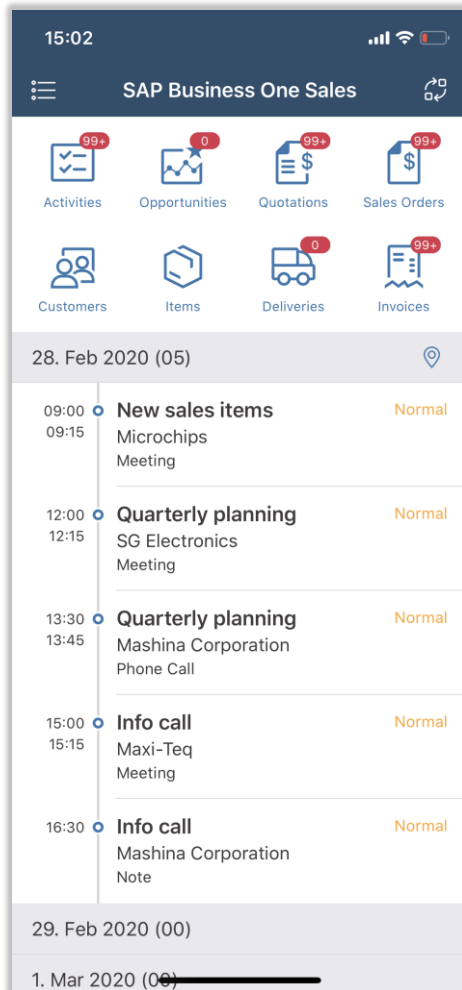 15:02
SAP Business One Sales
99+ 0 99+ 99+
Activities Opportunities Quotations Sales Orders
0 99+
Customers Items Deliveries Invoices
28. Feb 2020 (05)
09:00 New sales items Normal
09:15 Microchips
Meeting
12:00 Quarterly planning Normal
12:15 SG Electronics
Meeting
13:30 Quarterly planning Normal
13:45 Mashina Corporation
Phone Call
15:00 Info call Normal
15:15 Maxi-Teq
Meeting
16:30 Info call Normal
Mashina Corporation
Note
29. Feb 2020 (00)
1. Mar 2020 (00)